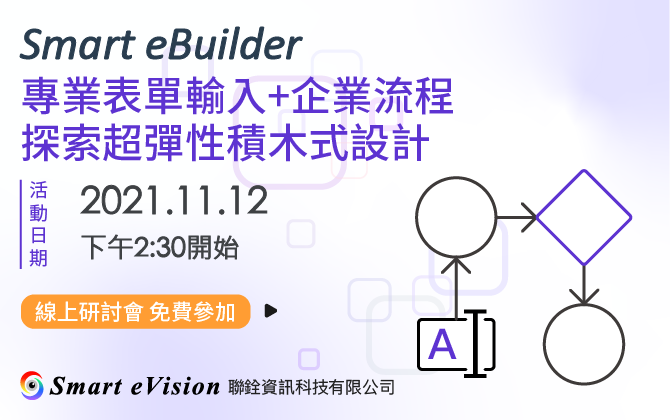 Smart eBuilder
專業表單輸入+企業流程
探索超彈性積木式設計
活動日期
2021.11.12
下午2:30開始
線上研討會 免費參加
A
Smart eVision 聯銓資訊科技有限公司